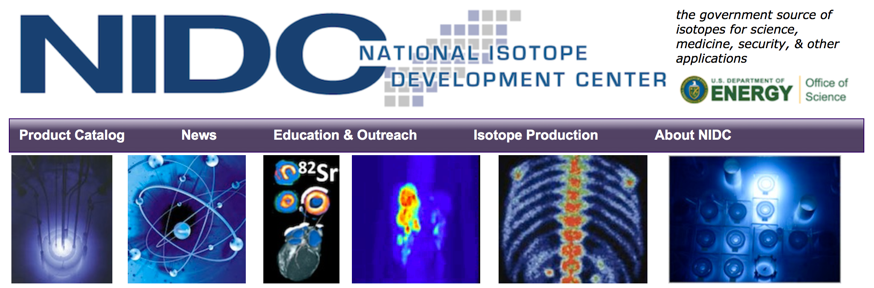 NIDC
NATIONAL ISOTOPE
DEVELOPMENT CENTER
the government source of
isotopes for science,
medicine, security, & other
applications
U.S. DEPARTMENT OF
ENERGY
Office of
Science
Product Catalog News Education & Outreach Isotope Production About NIDC
82Sr